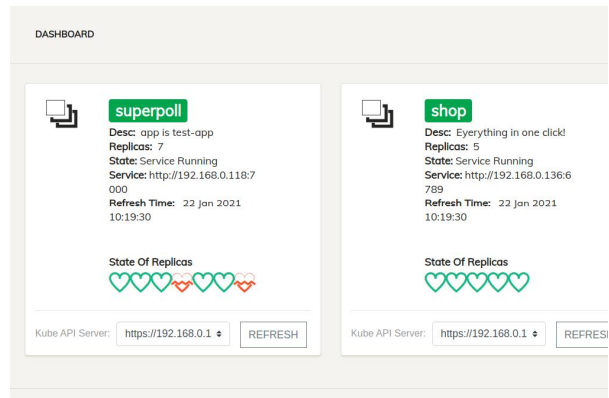 DASHBOARD
superpoll
Desc: app is test-app
Replicas: 7
State: Service Running
Service: http://192.168.0.118:7
000
Refresh Time: 22 Jan 2021
10:19:30
State Of Replicas
Kube API Server: https://192.168.0.1 REFRESH
shop
Desc: Eyerything in one click!
Replicas: 5
State: Service Running
Service: http://192.168.0.136:6
789
Refresh Time: 22 Jan 2021
10:19:30
State Of Replicas
Kube API Server: https://192.168.0.1 REFRESH